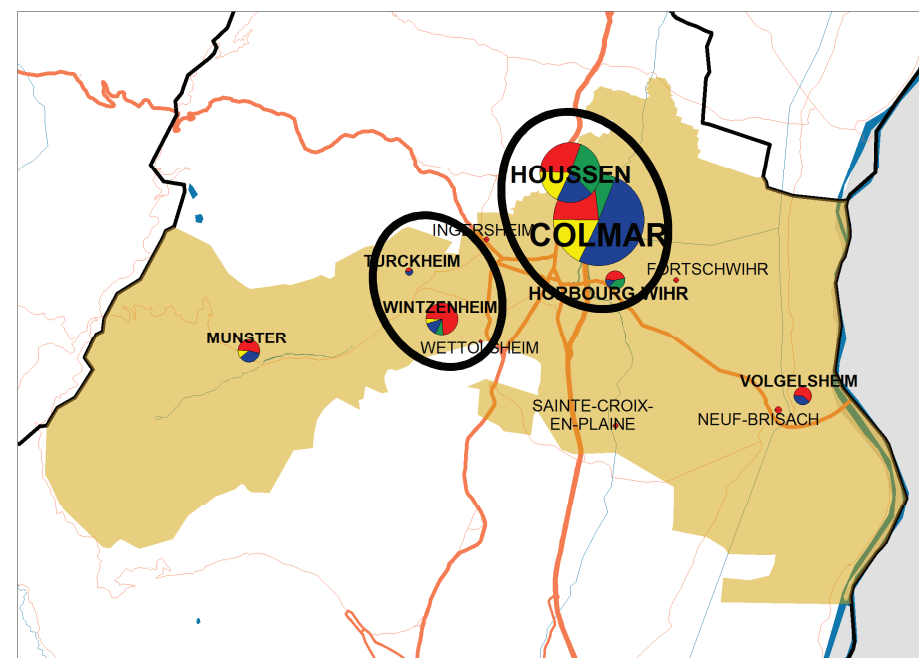 HOUSSEN
COLMAR
INGERSHEIM
TURCKHEIM
FORTSCHWIHR
HORBOURG-WIHR
WINTZENHEIM
MUNSTER
WETTOLSHEIM
VOLGELSHEIM
SAINTE-CROIX-
EN-PLAINE
NEUF-BRISACH